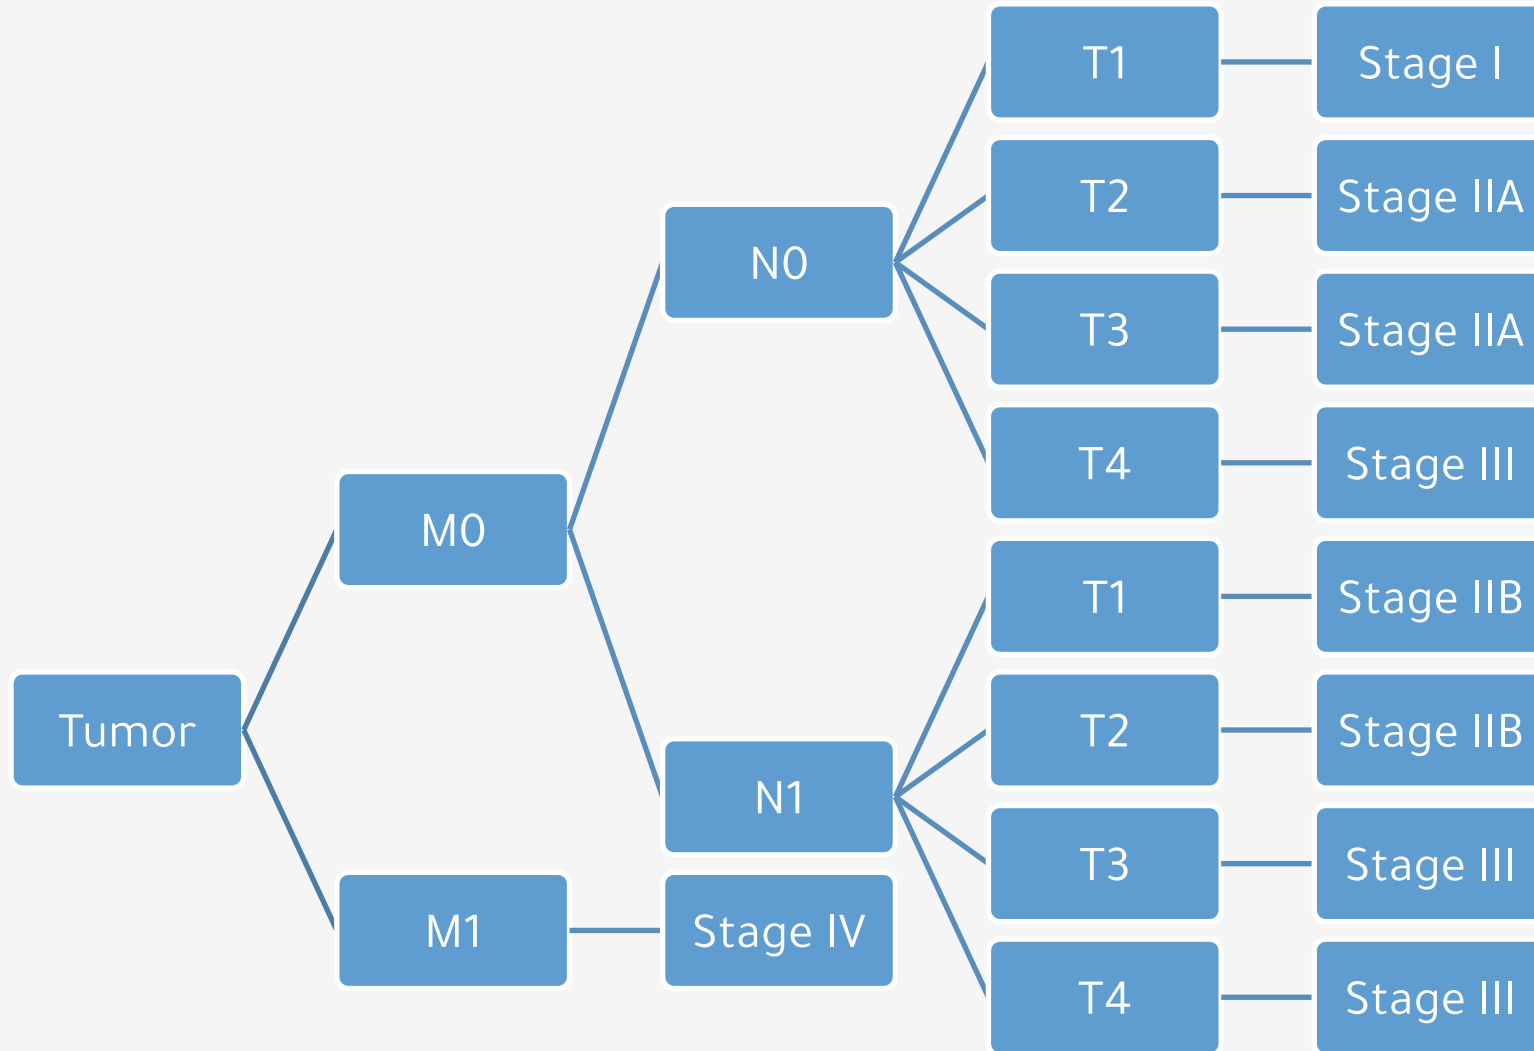 T1
Stage I
T2
Stage IIA
N0
T3
Stage IIA
T4
Stage III
M0
T1
Stage IIB
Tumor
T2
Stage IIB
N1
T3
Stage III
M1
Stage IV
T4
Stage III